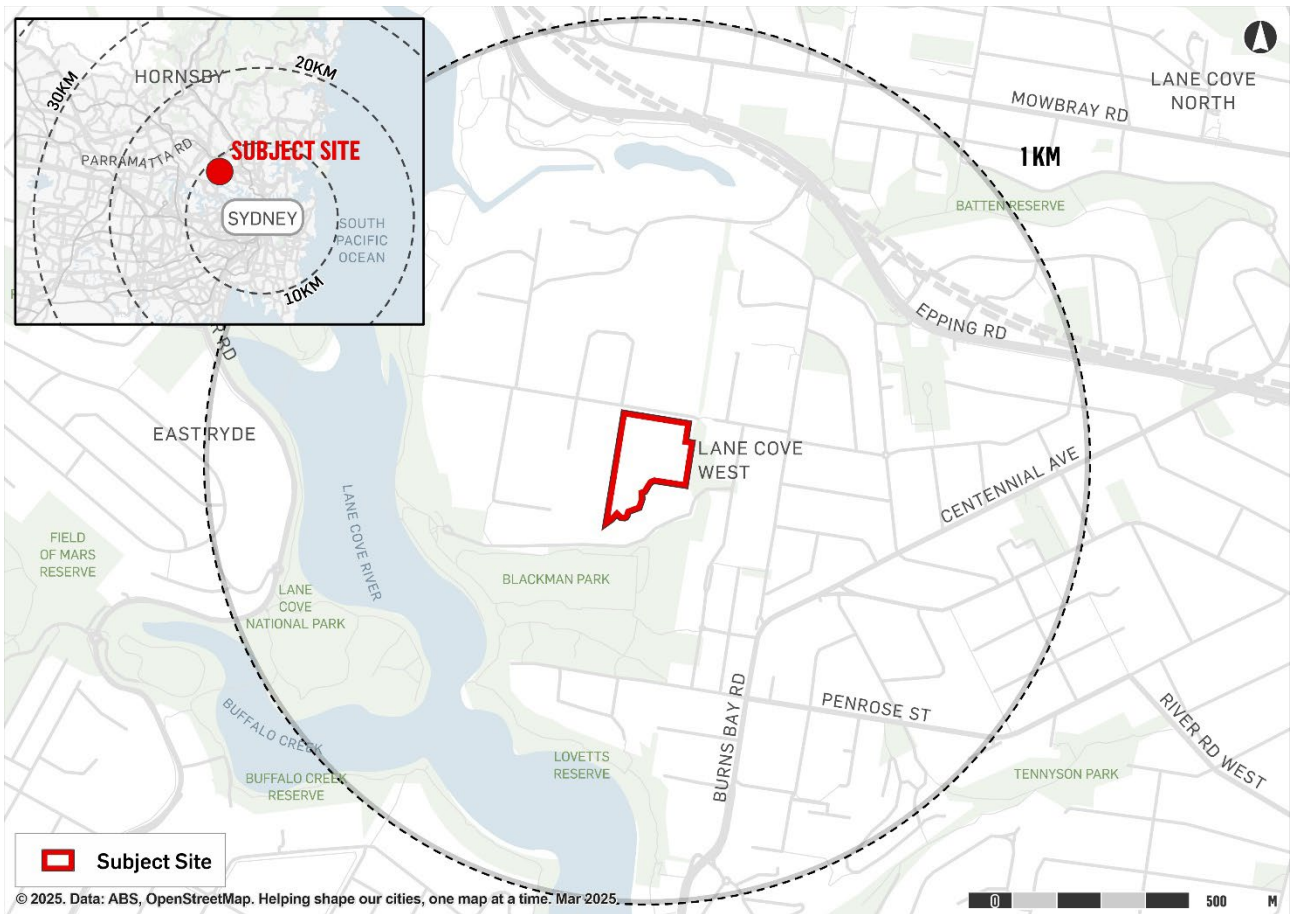 HORNSBY
20KM
30KM
PARRAMATTA RD
SUBJECT SITE
SYDNEY
SOUTH
PACIFIC
OCEAN
10KM
LANE COVE
NORTH
MOWBRAY RD
1 KM
BATTEN RESERVE
EPPING RD
RD
EAST RYDE
LANE COVE
WEST
CENTENNIAL AVE
LANE COVE RIVER
FIELD
OF MARS
RESERVE
BLACKMAN PARK
LANE
COVE
NATIONAL PARK
BURNS BAY RD
PENROSE ST
RIVER RD WEST
BUFFALO CREEK
LOVETTS
RESERVE
BUFFALO CREEK
RESERVE
TENNYSON PARK
Subject Site
© 2025. Data: ABS, OpenStreetMap. Helping shape our cities, one map at a time. Mar 2025
0 500 M